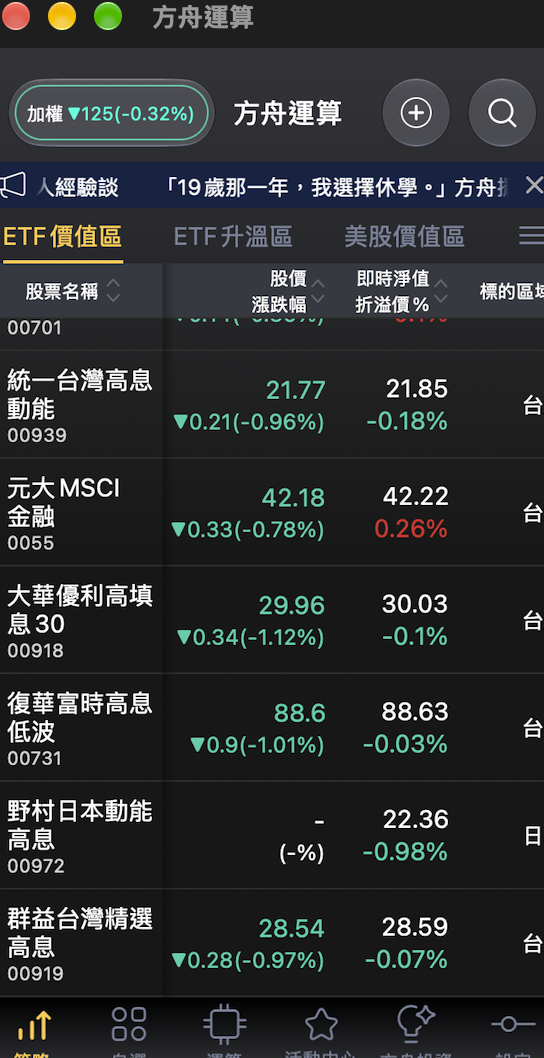 方舟運算
加權▼125(-0.32%)
方舟運算
人經驗談 「19歲那一年，我選擇休學。」方舟
ETF價值區 ETF升溫區 美股價值區
股票名稱
股價
漲跌幅
即時淨值
折溢價%
標的區域
00701
統一台灣高息
動能
00939
21.77
▼0.21(-0.96%)
21.85
-0.18%
台
元大MSCI
金融
0055
42.18
▼0.33(-0.78%)
42.22
0.26%
台
大華優利高填
息30
00918
29.96
▼0.34(-1.12%)
30.03
-0.1%
台
復華富時高息
低波
00731
88.6
▼0.9(-1.01%)
88.63
-0.03%
台
野村日本動能
高息
00972
-
(-%)
22.36
-0.98%
日
群益台灣精選
高息
00919
28.54
▼0.28(-0.97%)
28.59
-0.07%
台